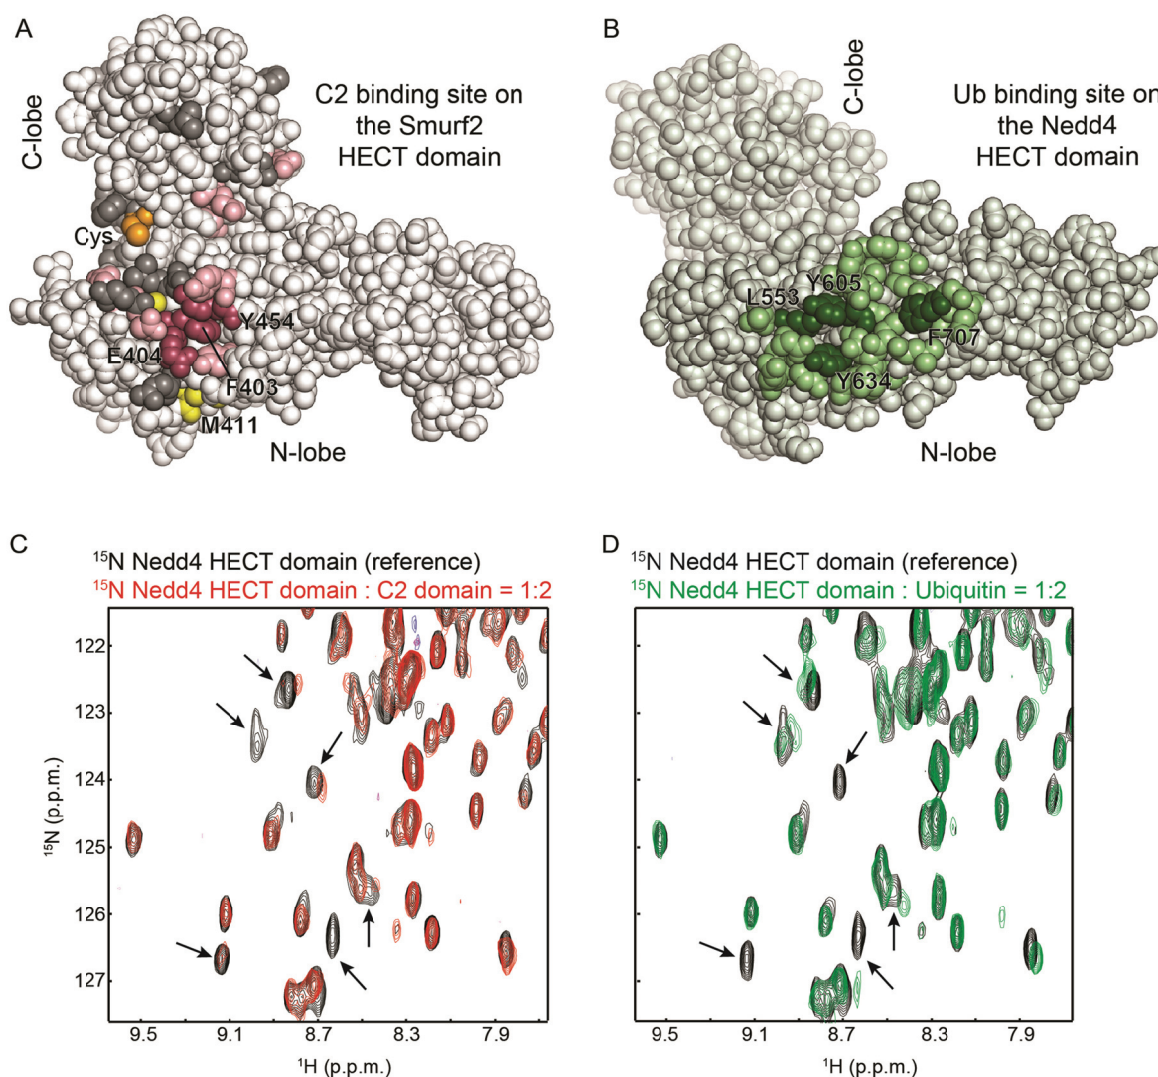 A
C-lobe
C2 binding site on
the Smurf2
HECT domain
Cys
Y454
E404
F403
M411
N-lobe
B
C-lobe
Ub binding site on
the Nedd4
HECT domain
Y605
L553
F707
Y634
N-lobe
C
¹⁵N Nedd4 HECT domain (reference)
¹⁵N Nedd4 HECT domain : C2 domain = 1:2
122
123
124
125
126
127
¹⁵N (p.p.m.)
9.5 9.1 8.7 8.3 7.9
¹H (p.p.m.)
D
¹⁵N Nedd4 HECT domain (reference)
¹⁵N Nedd4 HECT domain : Ubiquitin = 1:2
9.5 9.1 8.7 8.3 7.9
¹H (p.p.m.)